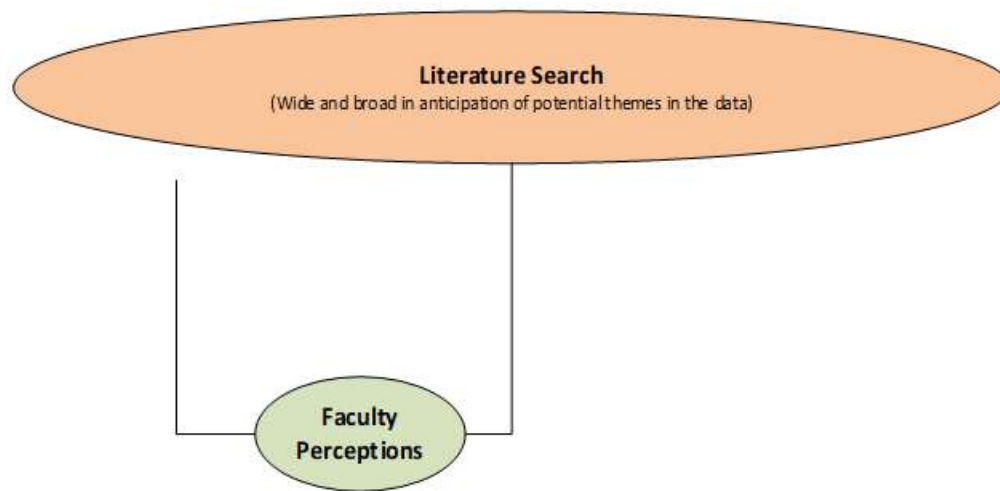 Literature Search
(Wide and broad in anticipation of potential themes in the data)
Faculty
Perceptions